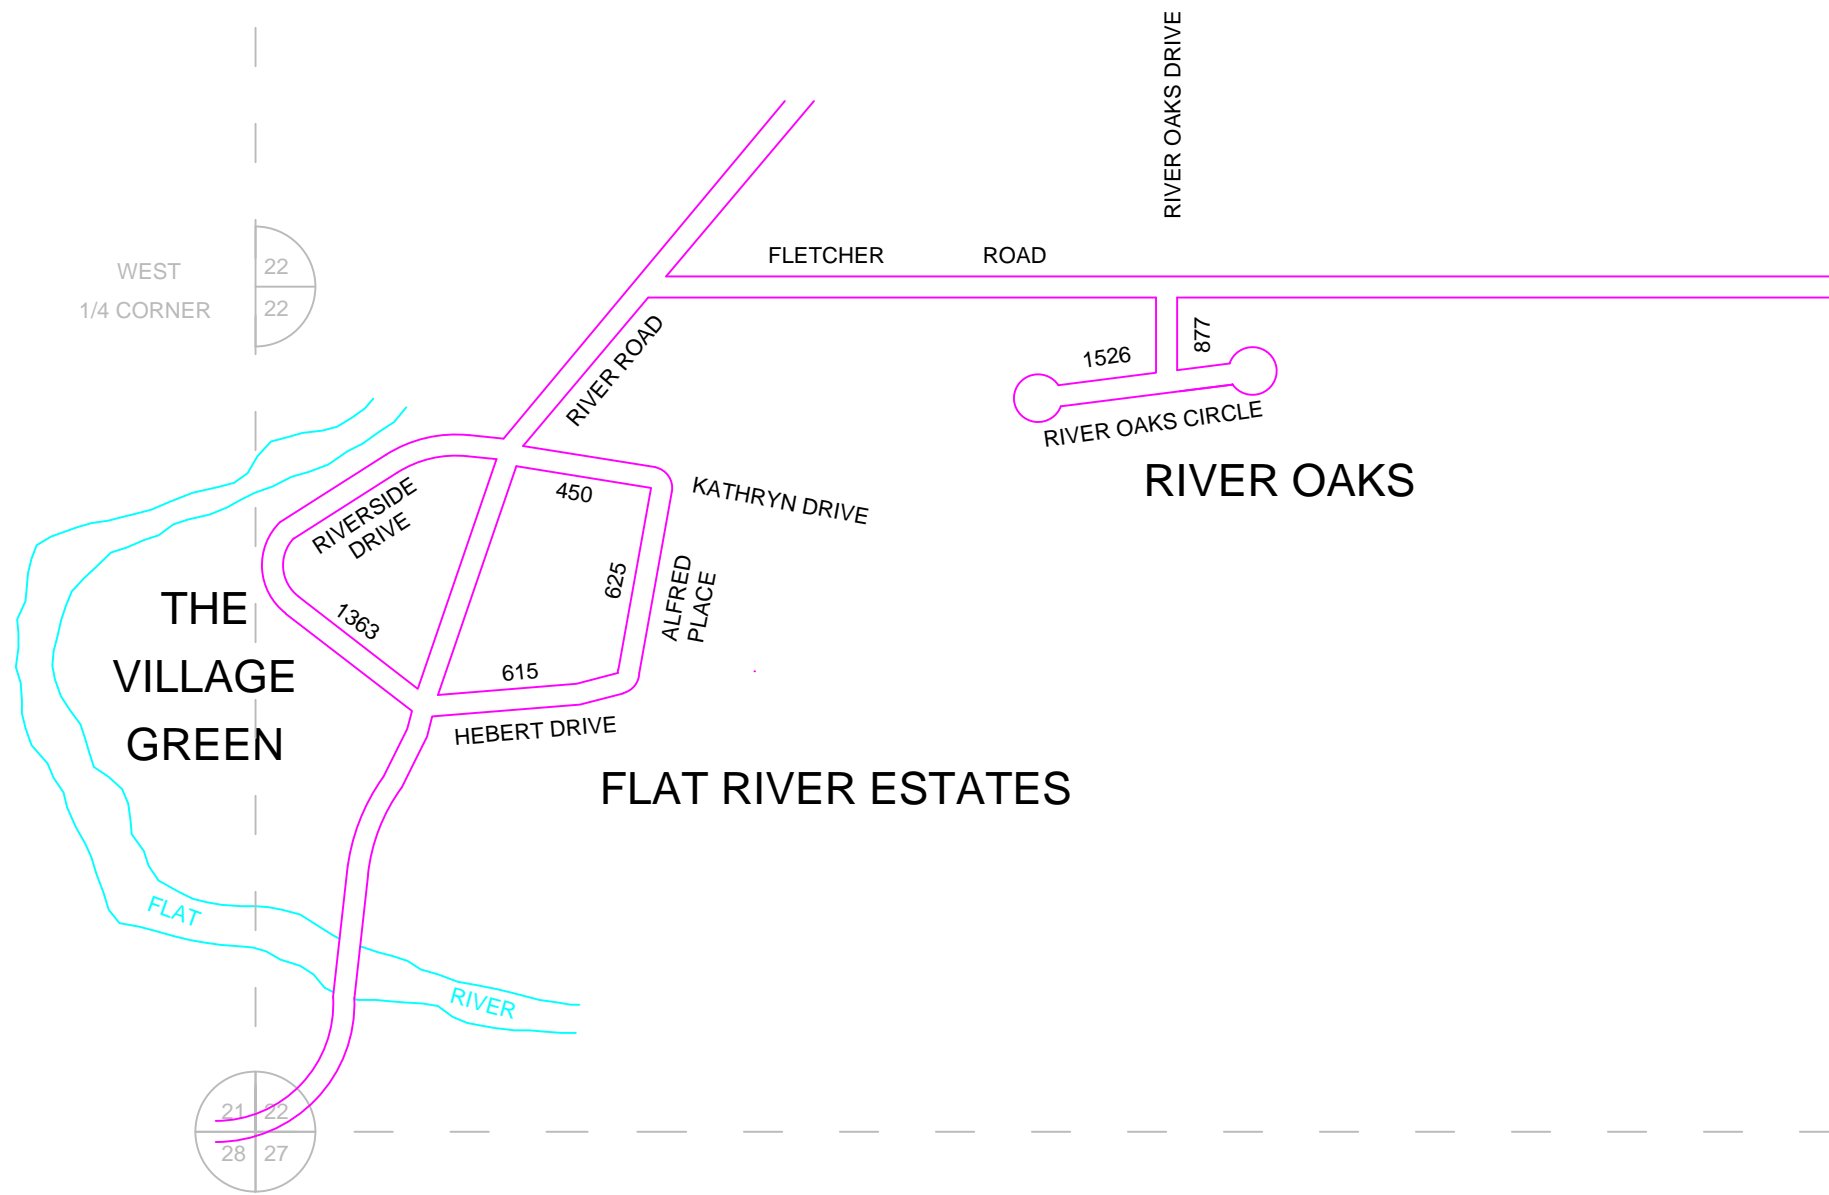 RIVER OAKS DRIVE
FLETCHER ROAD
WEST
1/4 CORNER
22
22
RIVER ROAD
1526
877
RIVER OAKS CIRCLE
RIVER OAKS
450
KATHRYN DRIVE
RIVERSIDE
DRIVE
625
ALFRED
PLACE
1363
THE
VILLAGE
GREEN
615
HEBERT DRIVE
FLAT RIVER ESTATES
FLAT
RIVER
21 22
28 27